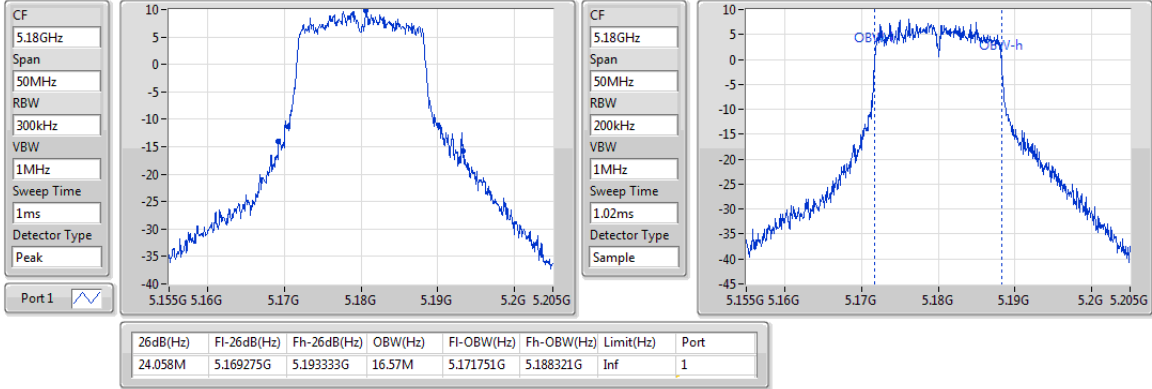 CF
5.18GHz
Span
50MHz
RBW
300kHz
VBW
1MHz
Sweep Time
1ms
Detector Type
Peak
Port 1
10-
5-
0-
-5-
-10-
-15-
-20-
-25-
-30-
-35-
-40-
5.155G 5.16G 5.17G 5.18G 5.19G 5.2G 5.205G
CF
5.18GHz
Span
50MHz
RBW
200kHz
VBW
1MHz
Sweep Time
1.02ms
Detector Type
Sample
10-
5-
0-
-5-
-10-
-15-
-20-
-25-
-30-
-35-
-40-
-45-
OBW-h
5.155G 5.16G 5.17G 5.18G 5.19G 5.2G 5.205G
26dB(Hz) Fl-26dB(Hz) Fh-26dB(Hz) OBW(Hz) Fl-OBW(Hz) Fh-OBW(Hz) Limit(Hz) Port
24.058M 5.169275G 5.193333G 16.57M 5.171751G 5.188321G Inf 1